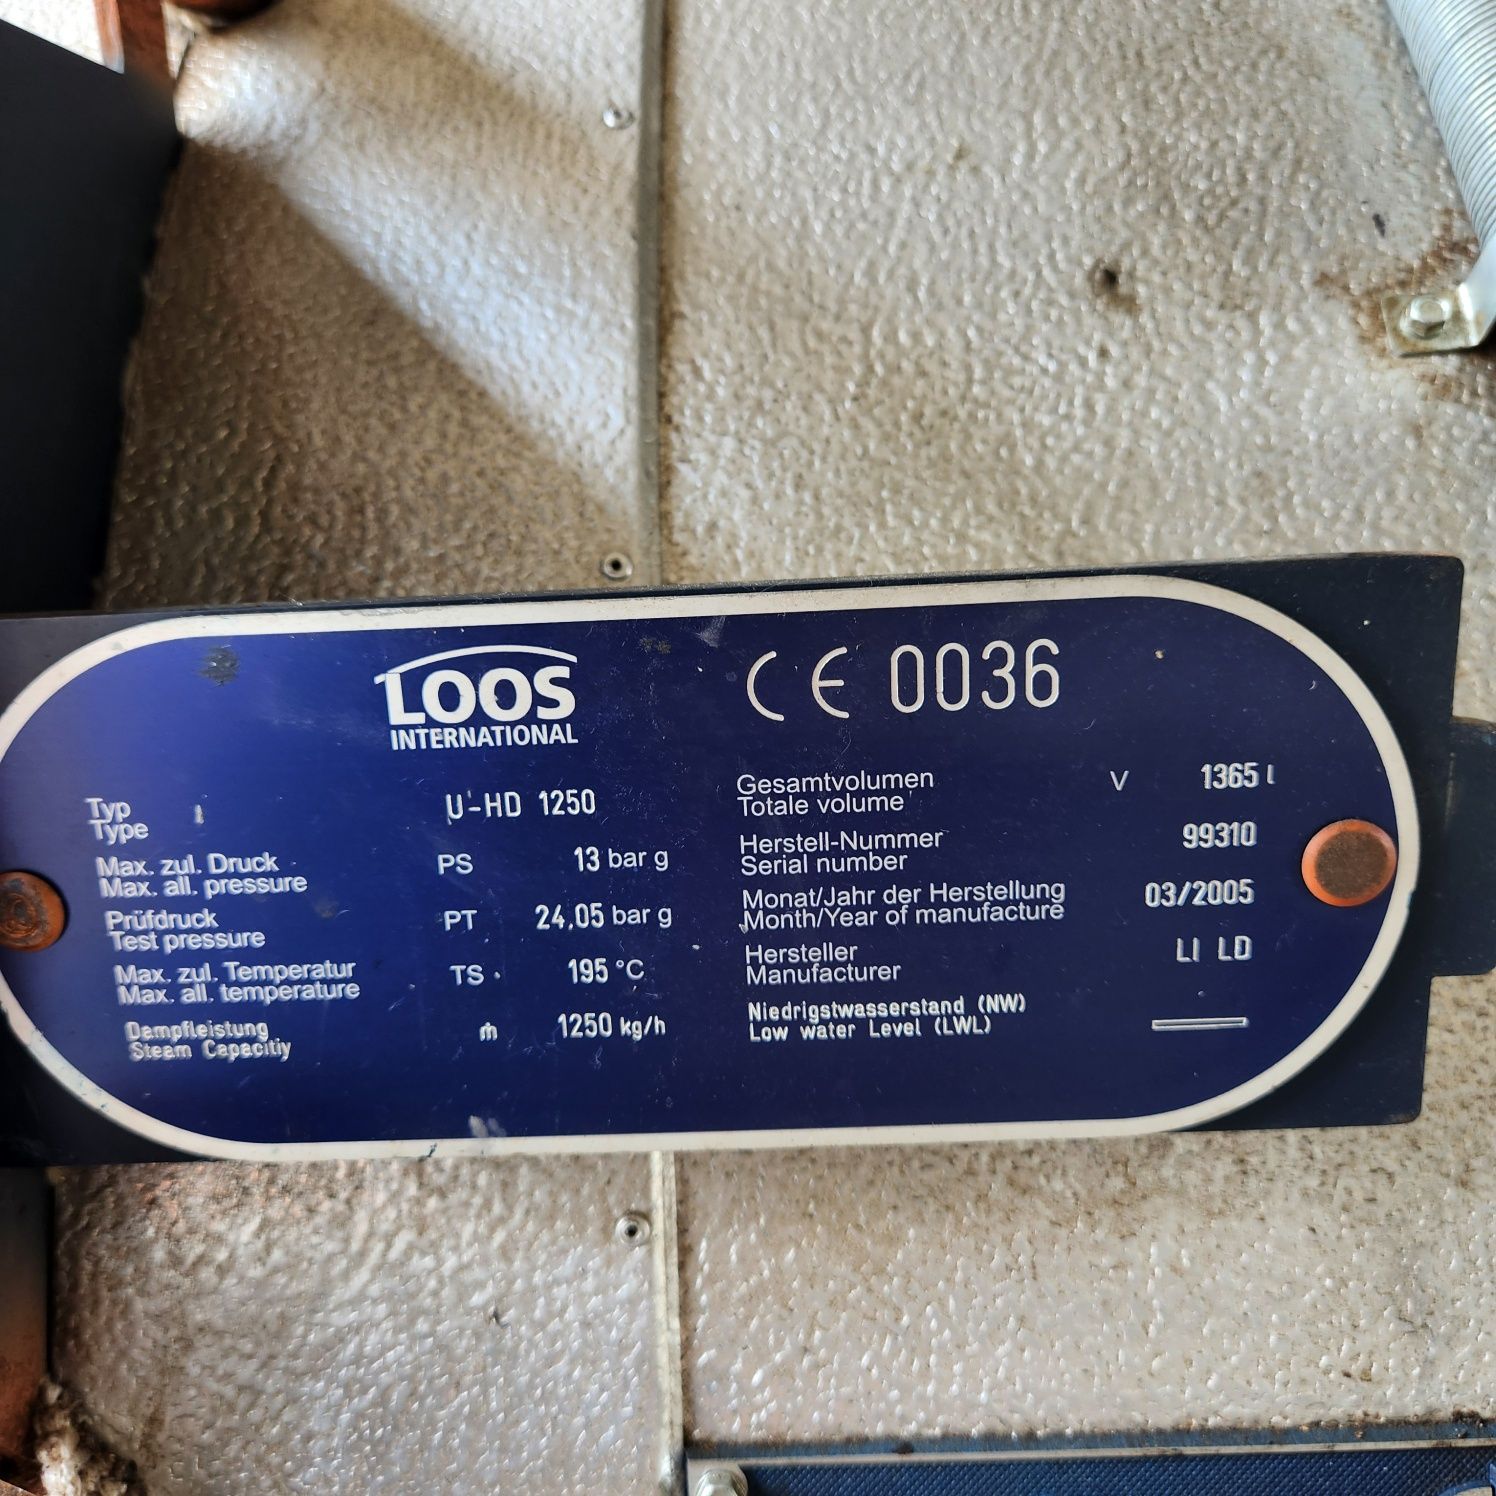 LOOS
INTERNATIONAL
CE 0036
Typ
Type
U-HD 1250
Max. zul. Druck
Max. all. pressure
PS 13 bar g
Prüfdruck
Test pressure
PT 24,05 bar g
Max. zul. Temperatur
Max. all. temperature
TS 195 °C
Dampfleistung
Steam Capacitiy
ṁ 1250 kg/h
Gesamtvolumen
Totale volume
V 1365 l
Herstell-Nummer
Serial number
99310
Monat/Jahr der Herstellung
Month/Year of manufacture
03/2005
Hersteller
Manufacturer
LI LD
Niedrigstwasserstand (NW)
Low water Level (LWL)